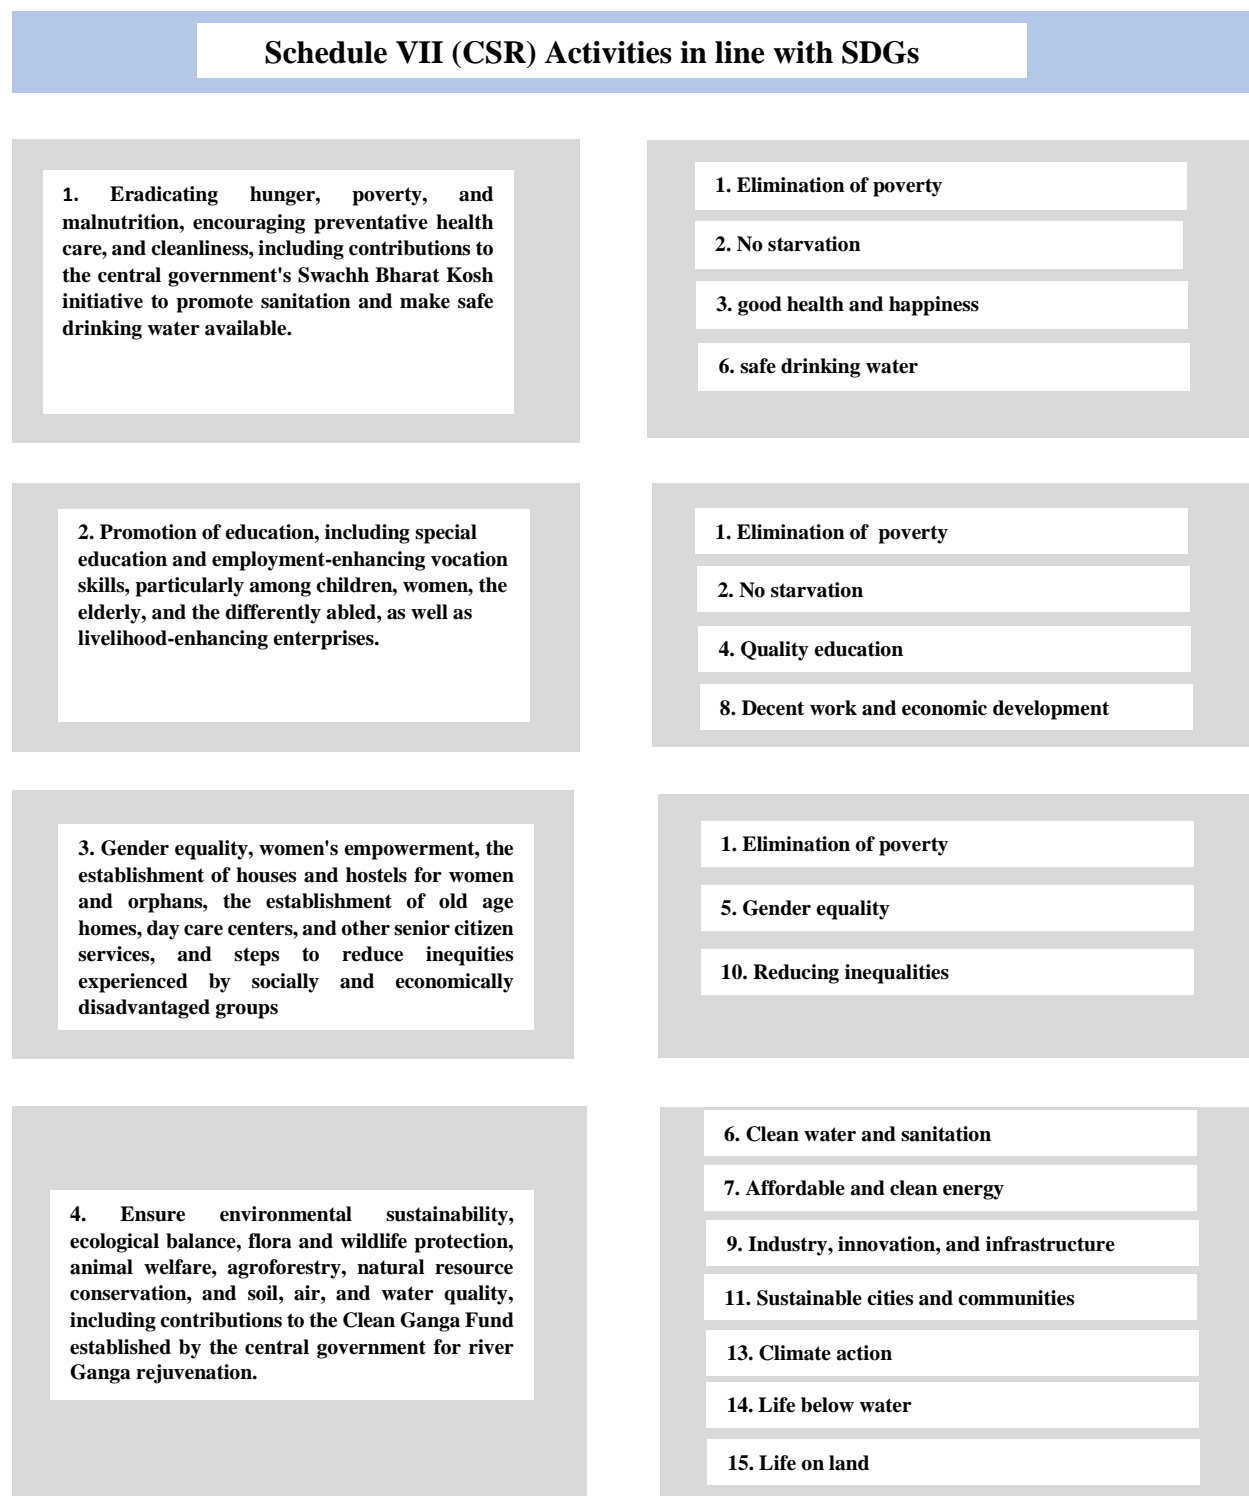 Schedule VII (CSR) Activities in line with SDGs
1. Eradicating hunger, poverty, and
malnutrition, encouraging preventative health
care, and cleanliness, including contributions to
the central government's Swachh Bharat Kosh
initiative to promote sanitation and make safe
drinking water available.
1. Elimination of poverty
2. No starvation
3. good health and happiness
6. safe drinking water
2. Promotion of education, including special
education and employment-enhancing vocation
skills, particularly among children, women, the
elderly, and the differently abled, as well as
livelihood-enhancing enterprises.
1. Elimination of poverty
2. No starvation
4. Quality education
8. Decent work and economic development
3. Gender equality, women's empowerment, the
establishment of houses and hostels for women
and orphans, the establishment of old age
homes, day care centers, and other senior citizen
services, and steps to reduce inequities
experienced by socially and economically
disadvantaged groups
1. Elimination of poverty
5. Gender equality
10. Reducing inequalities
4. Ensure environmental sustainability,
ecological balance, flora and wildlife protection,
animal welfare, agroforestry, natural resource
conservation, and soil, air, and water quality,
including contributions to the Clean Ganga Fund
established by the central government for river
Ganga rejuvenation.
6. Clean water and sanitation
7. Affordable and clean energy
9. Industry, innovation, and infrastructure
11. Sustainable cities and communities
13. Climate action
14. Life below water
15. Life on land